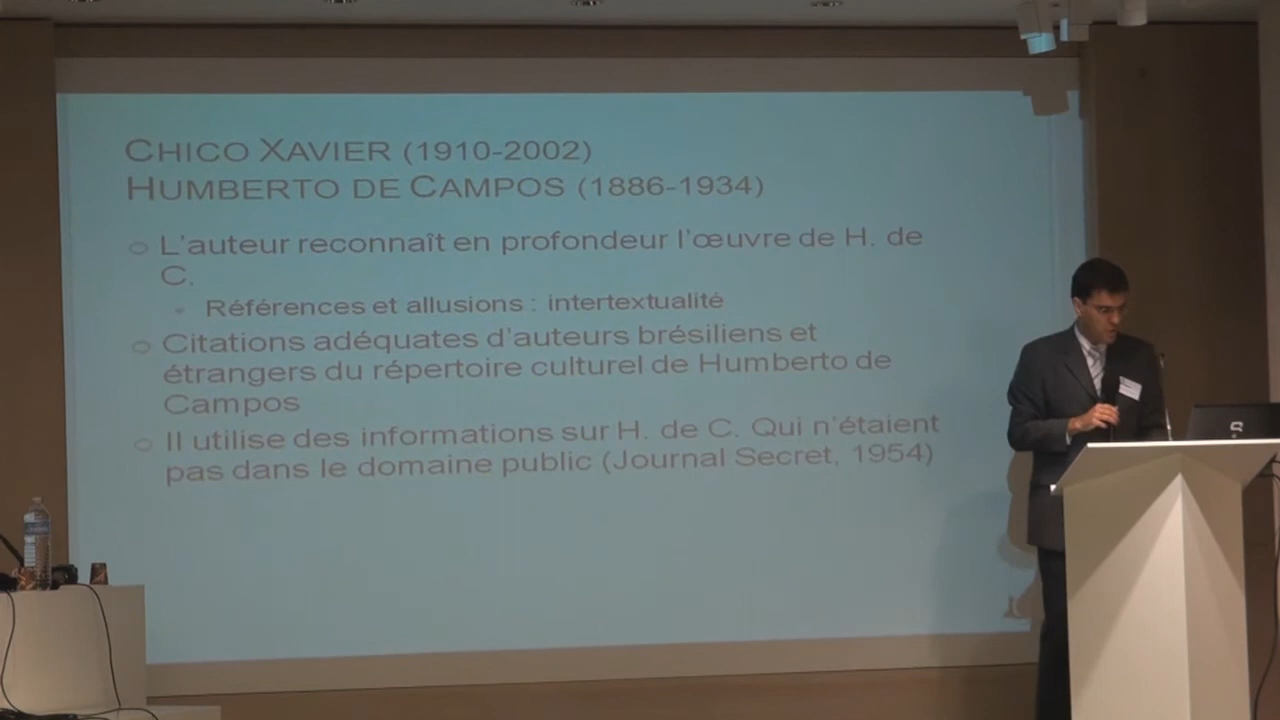 CHICO XAVIER (1910-2002)
HUMBERTO DE CAMPOS (1886-1934)
L'auteur reconnaît en profondeur l'œuvre de H. de
C.
Références et allusions : intertextualité
Citations adéquates d'auteurs brésiliens et
étrangers du répertoire culturel de Humberto de
Campos
Il utilise des informations sur H. de C. Qui n'étaient
pas dans le domaine public (Journal Secret, 1954)